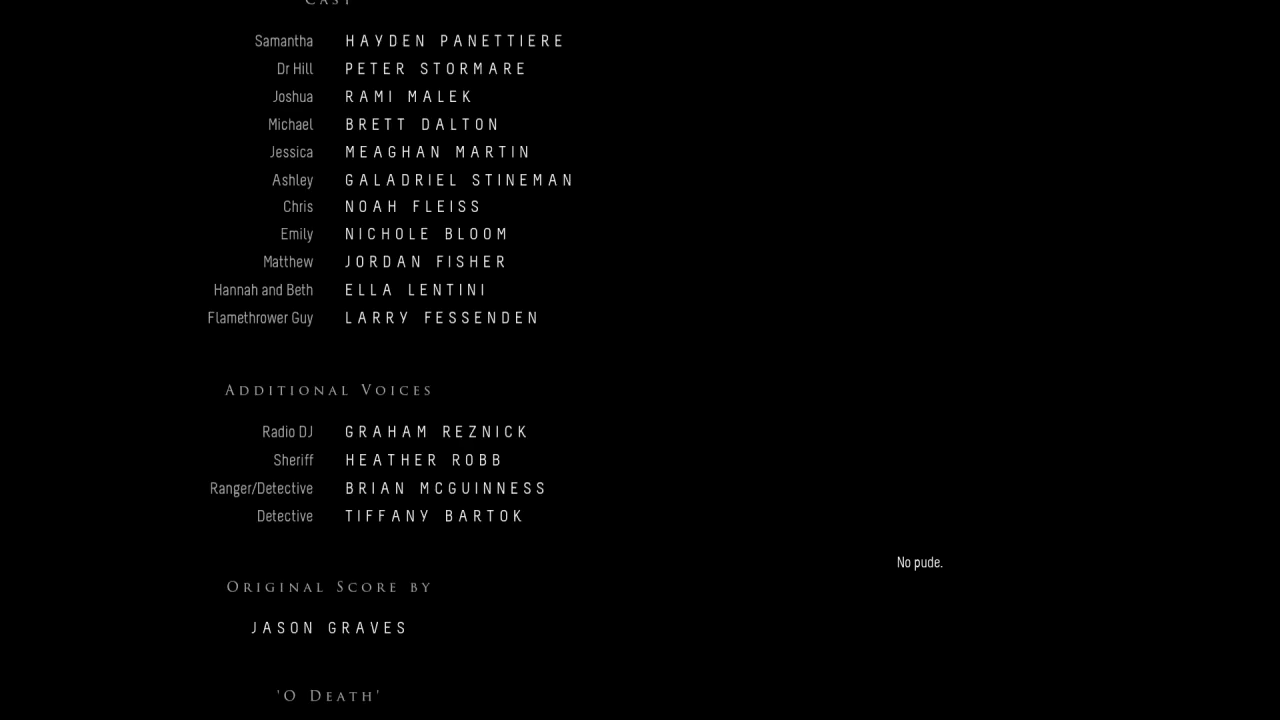 Cast
Samantha HAYDEN PANETTIERE
Dr Hill PETER STORMARE
Joshua RAMI MALEK
Michael BRETT DALTON
Jessica MEAGHAN MARTIN
Ashley GALADRIEL STINEMAN
Chris NOAH FLEISS
Emily NICHOLE BLOOM
Matthew JORDAN FISHER
Hannah and Beth ELLA LENTINI
Flamethrower Guy LARRY FESSENDEN
Additional Voices
Radio DJ GRAHAM REZNICK
Sheriff HEATHER ROBB
Ranger/Detective BRIAN MCGUINNESS
Detective TIFFANY BARTOK
No pude.
Original Score by
JASON GRAVES
'O Death'